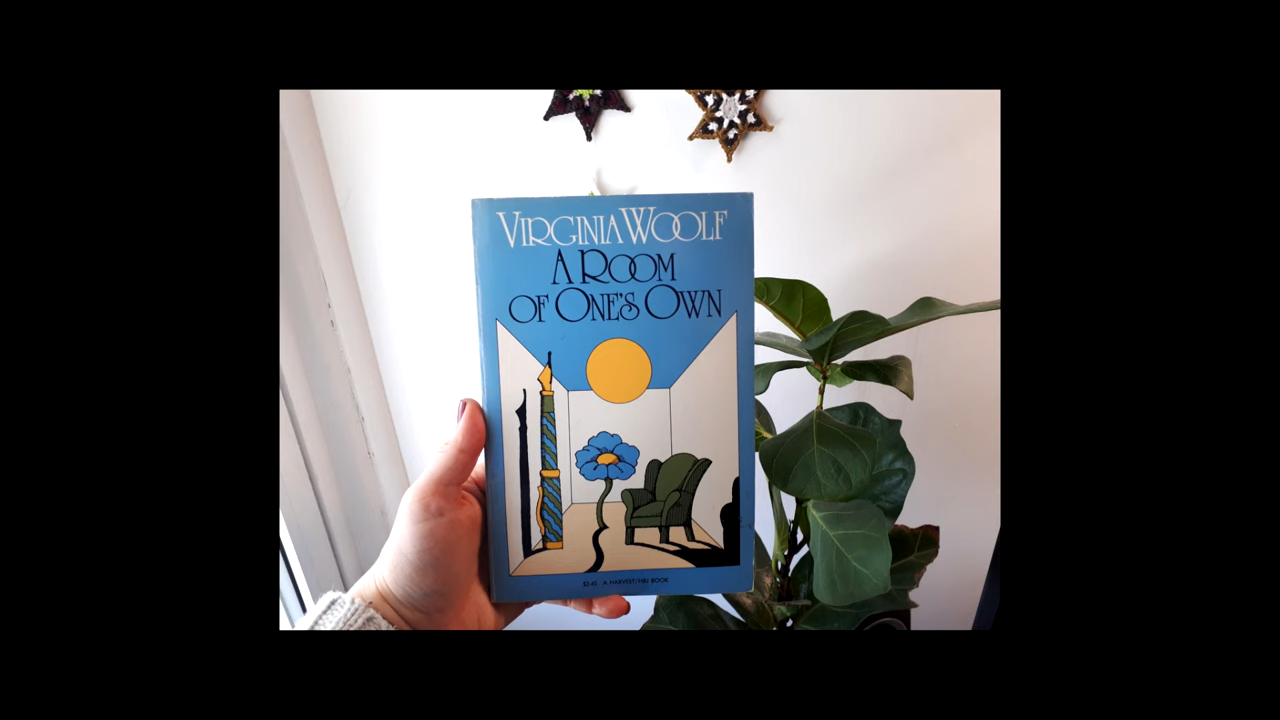 VIRGINIA WOOLF
A ROOM
OF ONE'S OWN
$2.45 A HARVEST/HBJ BOOK